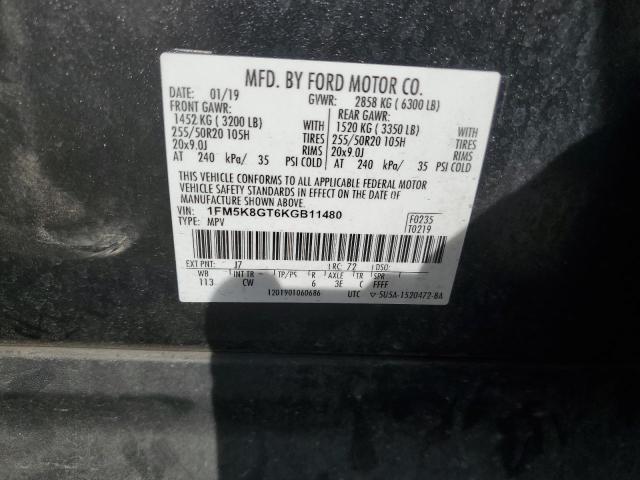 MFD. BY FORD MOTOR CO.
DATE: 01/19 GVWR: 2858 KG ( 6300 LB)
FRONT GAWR: REAR GAWR:
1452 KG ( 3200 LB) WITH 1520 KG ( 3350 LB) WITH
255/50R20 105H TIRES 255/50R20 105H TIRES
20x9.0J RIMS 20x9.0J RIMS
AT 240 kPa/ 35 PSI COLD AT 240 kPa/ 35 PSI COLD
THIS VEHICLE CONFORMS TO ALL APPLICABLE FEDERAL MOTOR
VEHICLE SAFETY STANDARDS IN EFFECT ON THE DATE OF
MANUFACTURE SHOWN ABOVE.
VIN: 1FM5K8GT6KGB11480 F0235
TYPE: MPV T0219
EXT PNT: J7 RC: 72 DSO:
WB INT TR TP/PS R AXLE TR SPR
113 CW 6 3E C FFFF
1201901060686 UTC ▽ 5U5A-1520472-BA